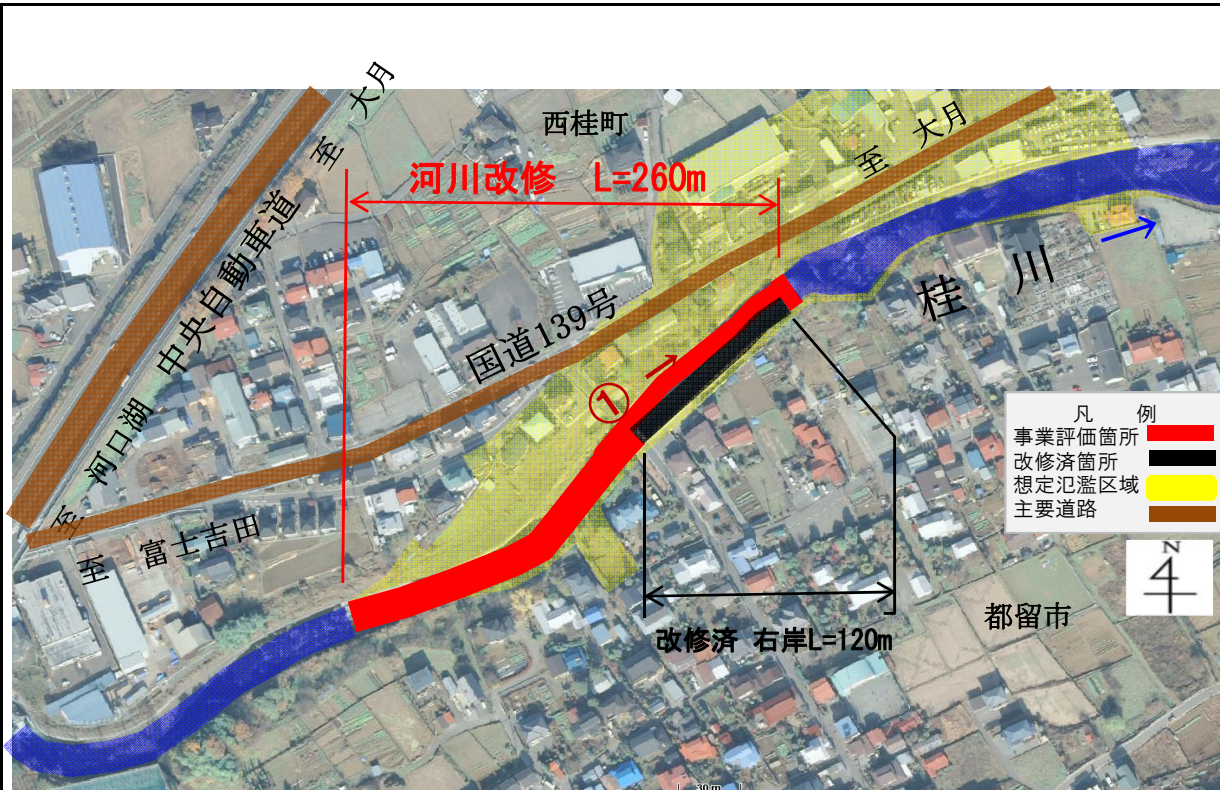 西桂町
河川改修 L=260m
至 大月
至 大月
中央自動車道
国道139号
桂川
①
至 河口湖
至 富士吉田
凡 例
事業評価箇所
改修済箇所
想定氾濫区域
主要道路
N
都留市
改修済 右岸L=120m
30m